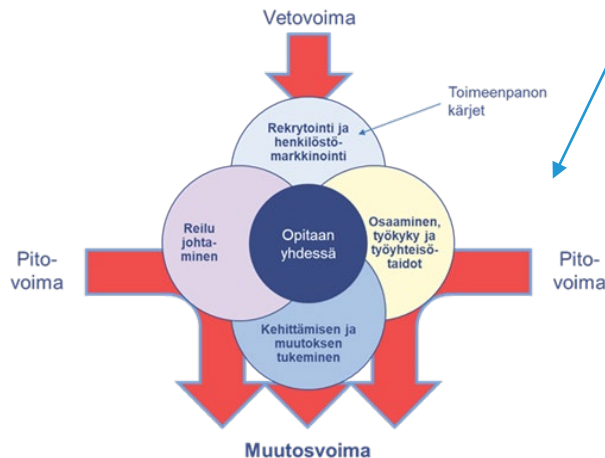 Vetovoima
Toimeenpanon
kärjet
Rekrytointi ja
henkilöstö-
markkinointi
Reilu
johta-
minen
Opitaan
yhdessä
Osaaminen,
työkyky ja
työyhteisö-
taidot
Pito-
voima
Pito-
voima
Kehittämisen ja
muutoksen
tukeminen
Muutosvoima